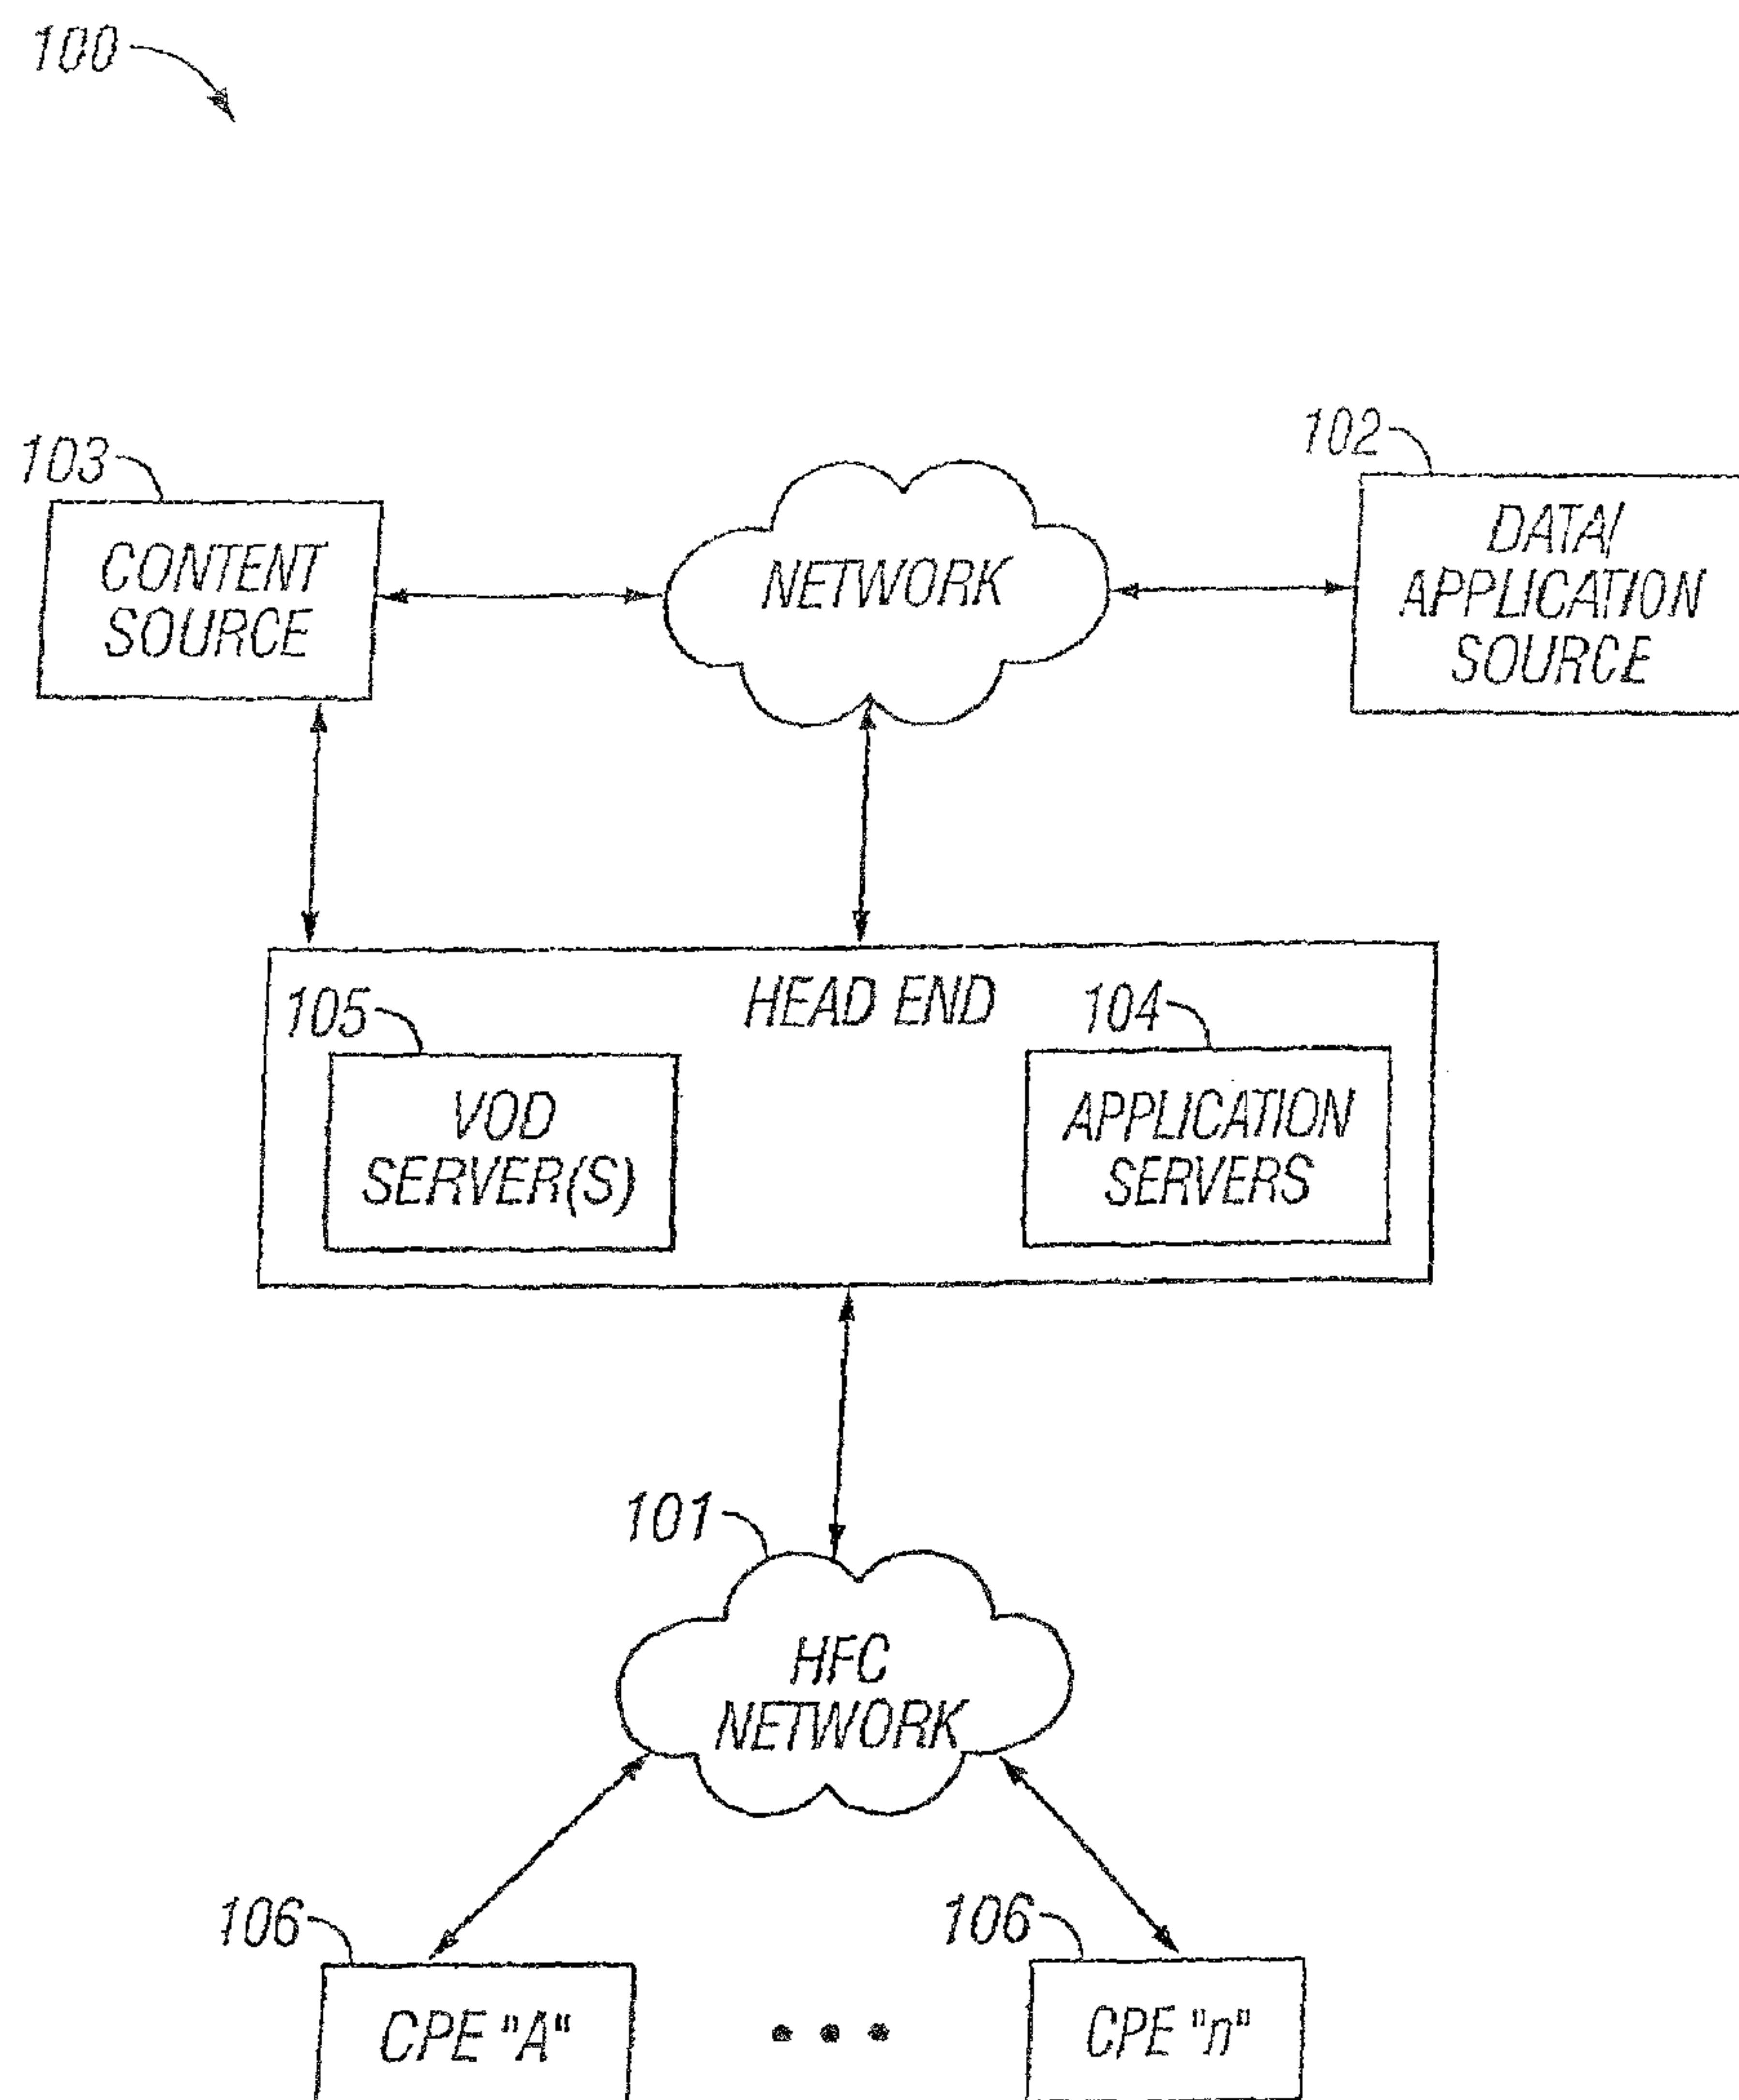 100
103
102
CONTENT
SOURCE
NETWORK
DATA/
APPLICATION
SOURCE
HEAD END
105
104
VOD
SERVER(S)
APPLICATION
SERVERS
101
HFC
NETWORK
106
106
CPE "A"
• • •
CPE "n"